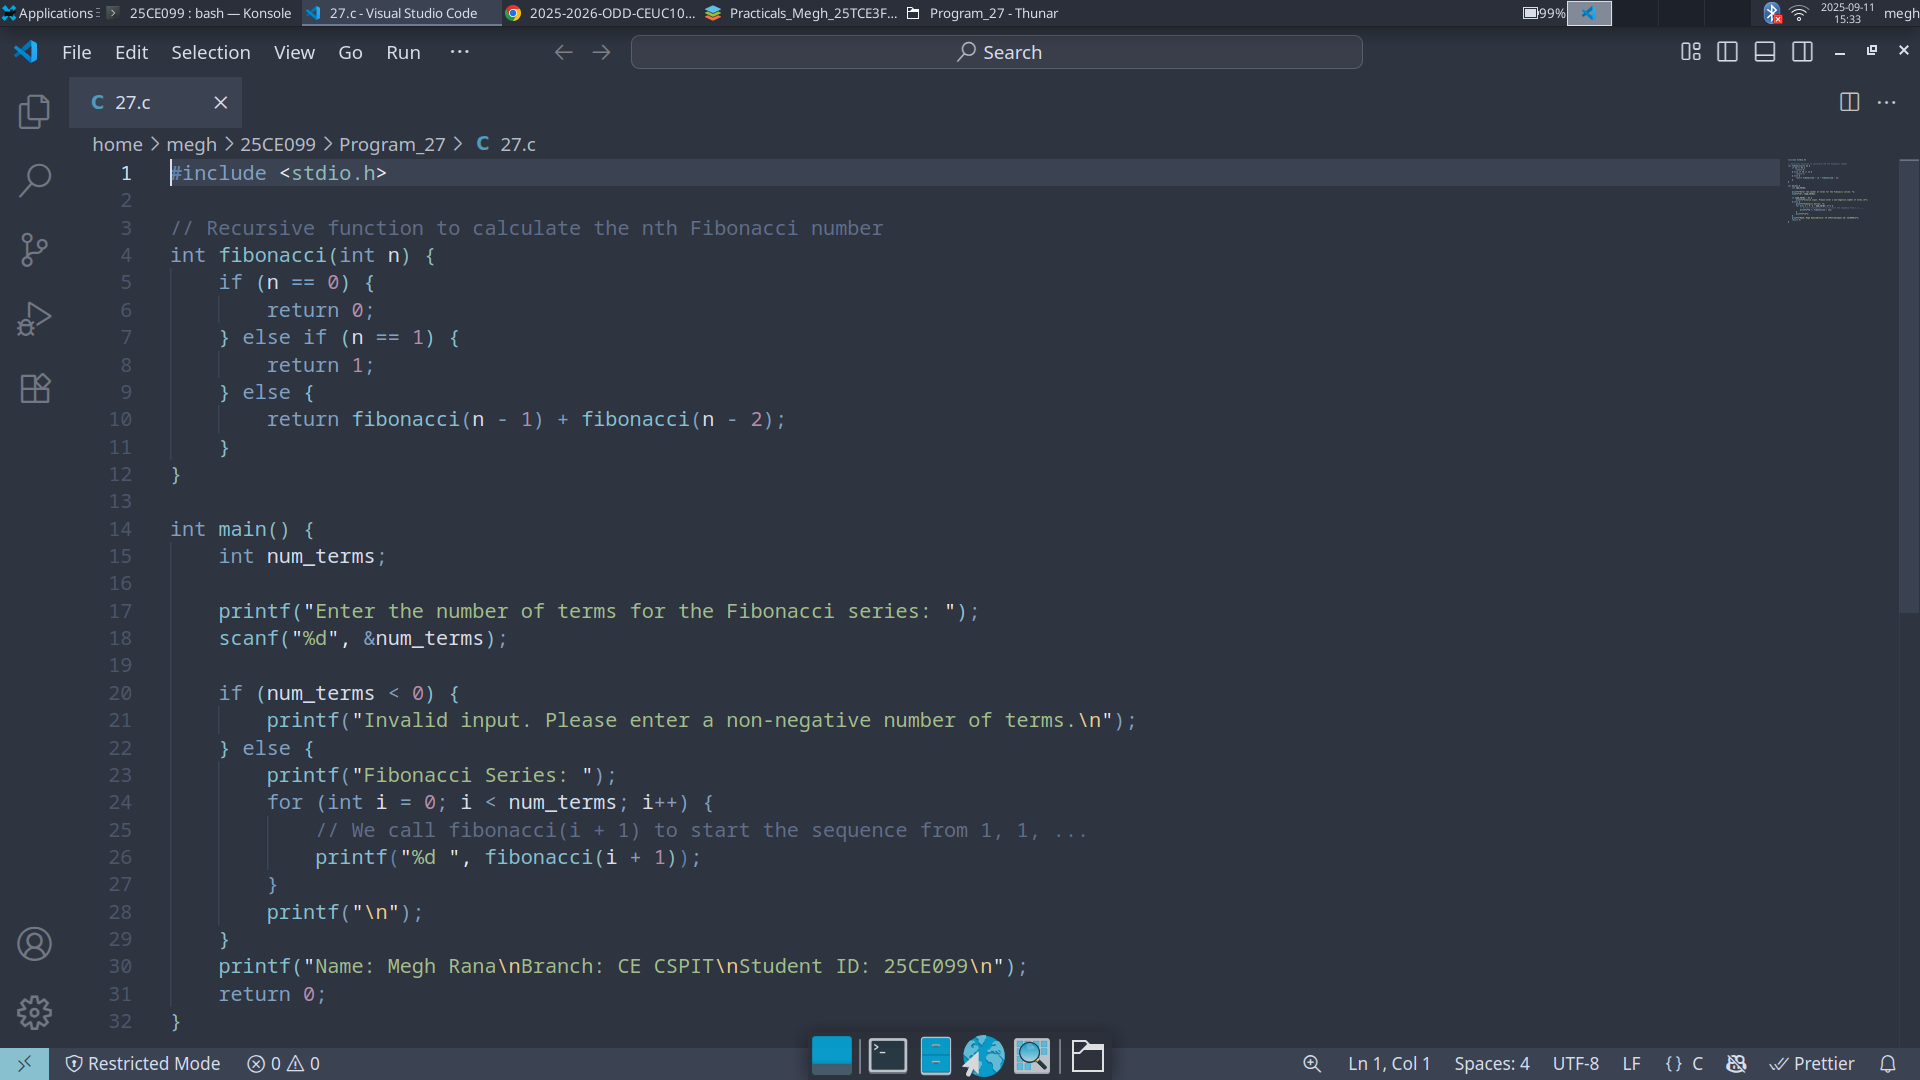 Applications
25CE099 : bash — Konsole
27.c - Visual Studio Code
2025-2026-ODD-CEUC10...
Practicals_Megh_25TCE3F...
Program_27 - Thunar
99%
2025-09-11
15:33
megh
File Edit Selection View Go Run ···
Search
C 27.c
home > megh > 25CE099 > Program_27 > C 27.c
1 #include <stdio.h>
2
3 // Recursive function to calculate the nth Fibonacci number
4 int fibonacci(int n) {
5     if (n == 0) {
6         return 0;
7     } else if (n == 1) {
8         return 1;
9     } else {
10         return fibonacci(n - 1) + fibonacci(n - 2);
11     }
12 }
13
14 int main() {
15     int num_terms;
16
17     printf("Enter the number of terms for the Fibonacci series: ");
18     scanf("%d", &num_terms);
19
20     if (num_terms < 0) {
21         printf("Invalid input. Please enter a non-negative number of terms.\n");
22     } else {
23         printf("Fibonacci Series: ");
24         for (int i = 0; i < num_terms; i++) {
25             // We call fibonacci(i + 1) to start the sequence from 1, 1, ...
26             printf("%d ", fibonacci(i + 1));
27         }
28         printf("\n");
29     }
30     printf("Name: Megh Rana\nBranch: CE CSPIT\nStudent ID: 25CE099\n");
31     return 0;
32 }
Restricted Mode 0 0
Ln 1, Col 1 Spaces: 4 UTF-8 LF {} C Prettier